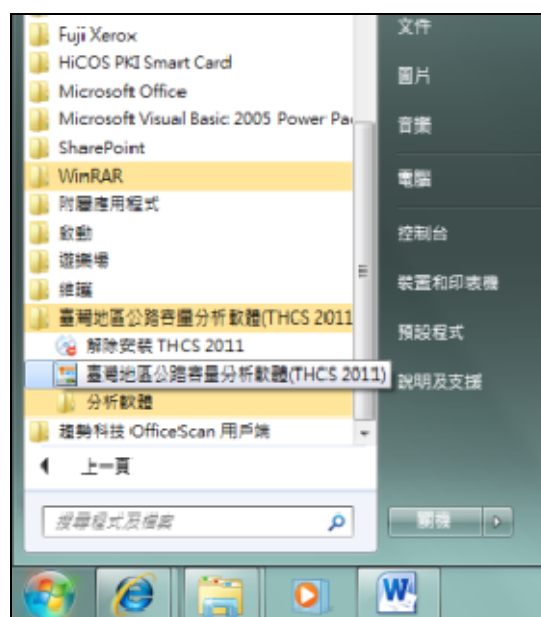 Fuji Xerox
HiCOS PKI Smart Card
Microsoft Office
Microsoft Visual Basic 2005 Power Pa
SharePoint
WinRAR
附屬應用程式
啟動
遊樂場
維護
臺灣地區公路容量分析軟體(THCS 2011
解除安裝 THCS 2011
臺灣地區公路容量分析軟體(THCS 2011)
分析軟體
趨勢科技 OfficeScan 用戶端
上一頁
搜尋程式及檔案
文件
圖片
音樂
電腦
控制台
裝置和印表機
預設程式
說明及支援
關機